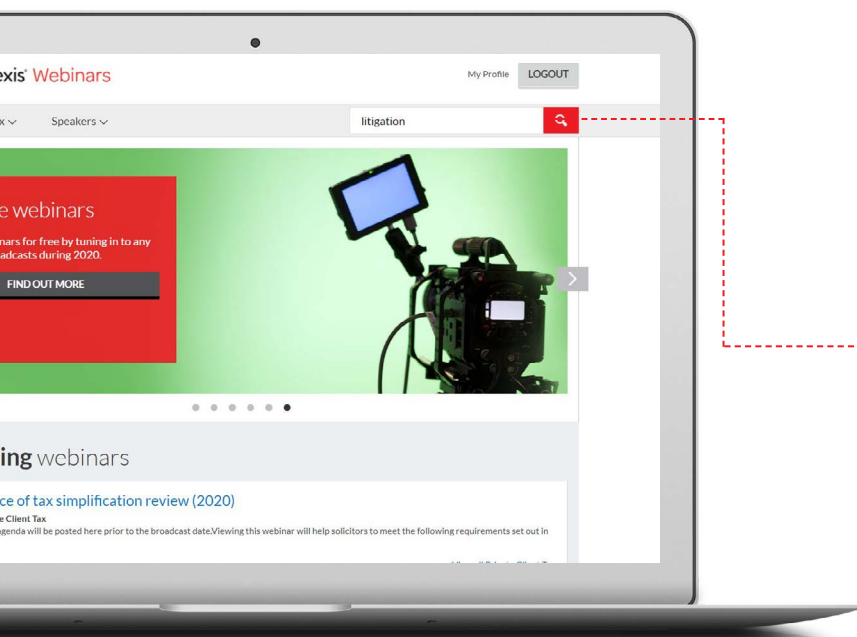 exis® Webinars
My Profile
LOGOUT
x
Speakers
litigation
e webinars
nars for free by tuning in to any
adcasts during 2020.
FIND OUT MORE
ing webinars
ce of tax simplification review (2020)
e Client Tax
genda will be posted here prior to the broadcast date.Viewing this webinar will help solicitors to meet the following requirements set out in